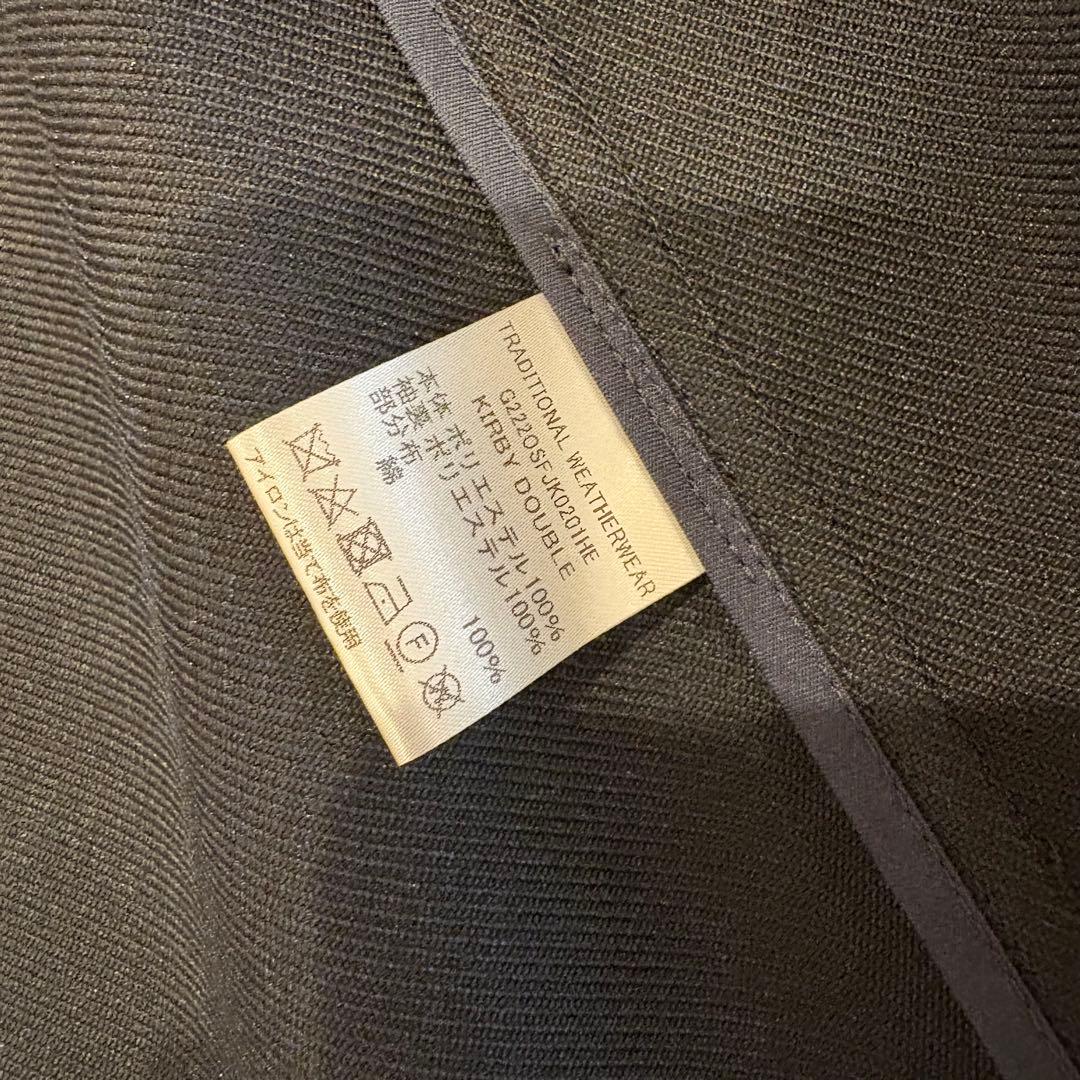 TRADITIONAL WEATHERWEAR
G222OSFJK0201HE
KIRBY DOUBLE
本体 ポリエステル100%
袖裏 ポリエステル100%
部分布 綿 100%
F
アイロンは当て布を使用